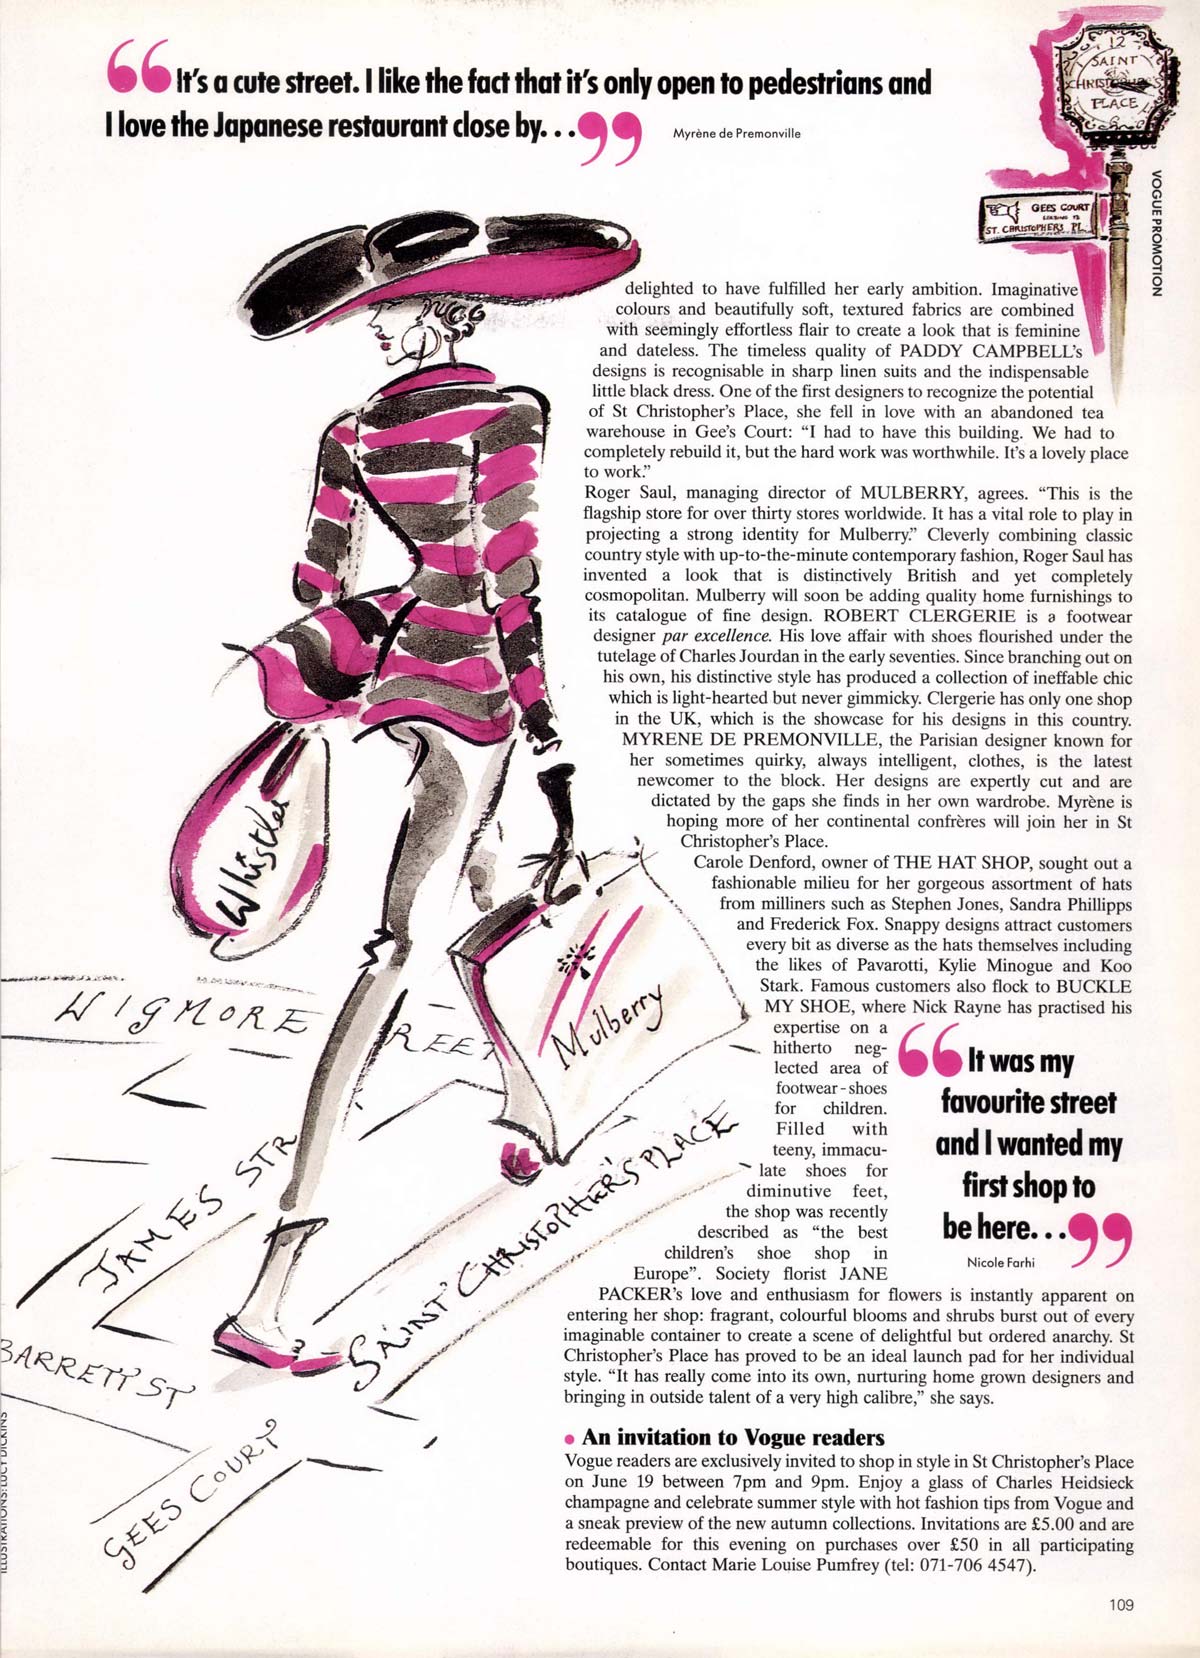 “It's a cute street. I like the fact that it's only open to pedestrians and
I love the Japanese restaurant close by. . .”
Myrène de Premonville
12
SAINT
CHRISTOPHER'S
PLACE
GEES COURT
LEADING TO
ST. CHRISTOPHERS PL.
VOGUE PROMOTION
delighted to have fulfilled her early ambition. Imaginative
colours and beautifully soft, textured fabrics are combined
with seemingly effortless flair to create a look that is feminine
and dateless. The timeless quality of PADDY CAMPBELL's
designs is recognisable in sharp linen suits and the indispensable
little black dress. One of the first designers to recognize the potential
of St Christopher's Place, she fell in love with an abandoned tea
warehouse in Gee's Court: “I had to have this building. We had to
completely rebuild it, but the hard work was worthwhile. It's a lovely place
to work.”
Roger Saul, managing director of MULBERRY, agrees. “This is the
flagship store for over thirty stores worldwide. It has a vital role to play in
projecting a strong identity for Mulberry.” Cleverly combining classic
country style with up-to-the-minute contemporary fashion, Roger Saul has
invented a look that is distinctively British and yet completely
cosmopolitan. Mulberry will soon be adding quality home furnishings to
its catalogue of fine design. ROBERT CLERGERIE is a footwear
designer par excellence. His love affair with shoes flourished under the
tutelage of Charles Jourdan in the early seventies. Since branching out on
his own, his distinctive style has produced a collection of ineffable chic
which is light-hearted but never gimmicky. Clergerie has only one shop
in the UK, which is the showcase for his designs in this country.
MYRENE DE PREMONVILLE, the Parisian designer known for
her sometimes quirky, always intelligent, clothes, is the latest
newcomer to the block. Her designs are expertly cut and are
dictated by the gaps she finds in her own wardrobe. Myrène is
hoping more of her continental confrères will join her in St
Christopher's Place.
Carole Denford, owner of THE HAT SHOP, sought out a
fashionable milieu for her gorgeous assortment of hats
from milliners such as Stephen Jones, Sandra Phillipps
and Frederick Fox. Snappy designs attract customers
every bit as diverse as the hats themselves including
the likes of Pavarotti, Kylie Minogue and Koo
Stark. Famous customers also flock to BUCKLE
MY SHOE, where Nick Rayne has practised his
expertise on a
hitherto neg-
lected area of
footwear - shoes
for children.
Filled with
teeny, immacu-
late shoes for
diminutive feet,
the shop was recently
described as “the best
children's shoe shop in
Europe”. Society florist JANE
PACKER's love and enthusiasm for flowers is instantly apparent on
entering her shop: fragrant, colourful blooms and shrubs burst out of every
imaginable container to create a scene of delightful but ordered anarchy. St
Christopher's Place has proved to be an ideal launch pad for her individual
style. “It has really come into its own, nurturing home grown designers and
bringing in outside talent of a very high calibre,” she says.
“It was my
favourite street
and I wanted my
first shop to
be here. . .”
Nicole Farhi
• An invitation to Vogue readers
Vogue readers are exclusively invited to shop in style in St Christopher's Place
on June 19 between 7pm and 9pm. Enjoy a glass of Charles Heidsieck
champagne and celebrate summer style with hot fashion tips from Vogue and
a sneak preview of the new autumn collections. Invitations are £5.00 and are
redeemable for this evening on purchases over £50 in all participating
boutiques. Contact Marie Louise Pumfrey (tel: 071-706 4547).
109
Whistles
Mulberry
WIGMORE REET
JAMES STR
SAINT CHRISTOPHER'S PLACE
BARRETT ST
GEES COURT
ILLUSTRATIONS: LUCY DICKINS